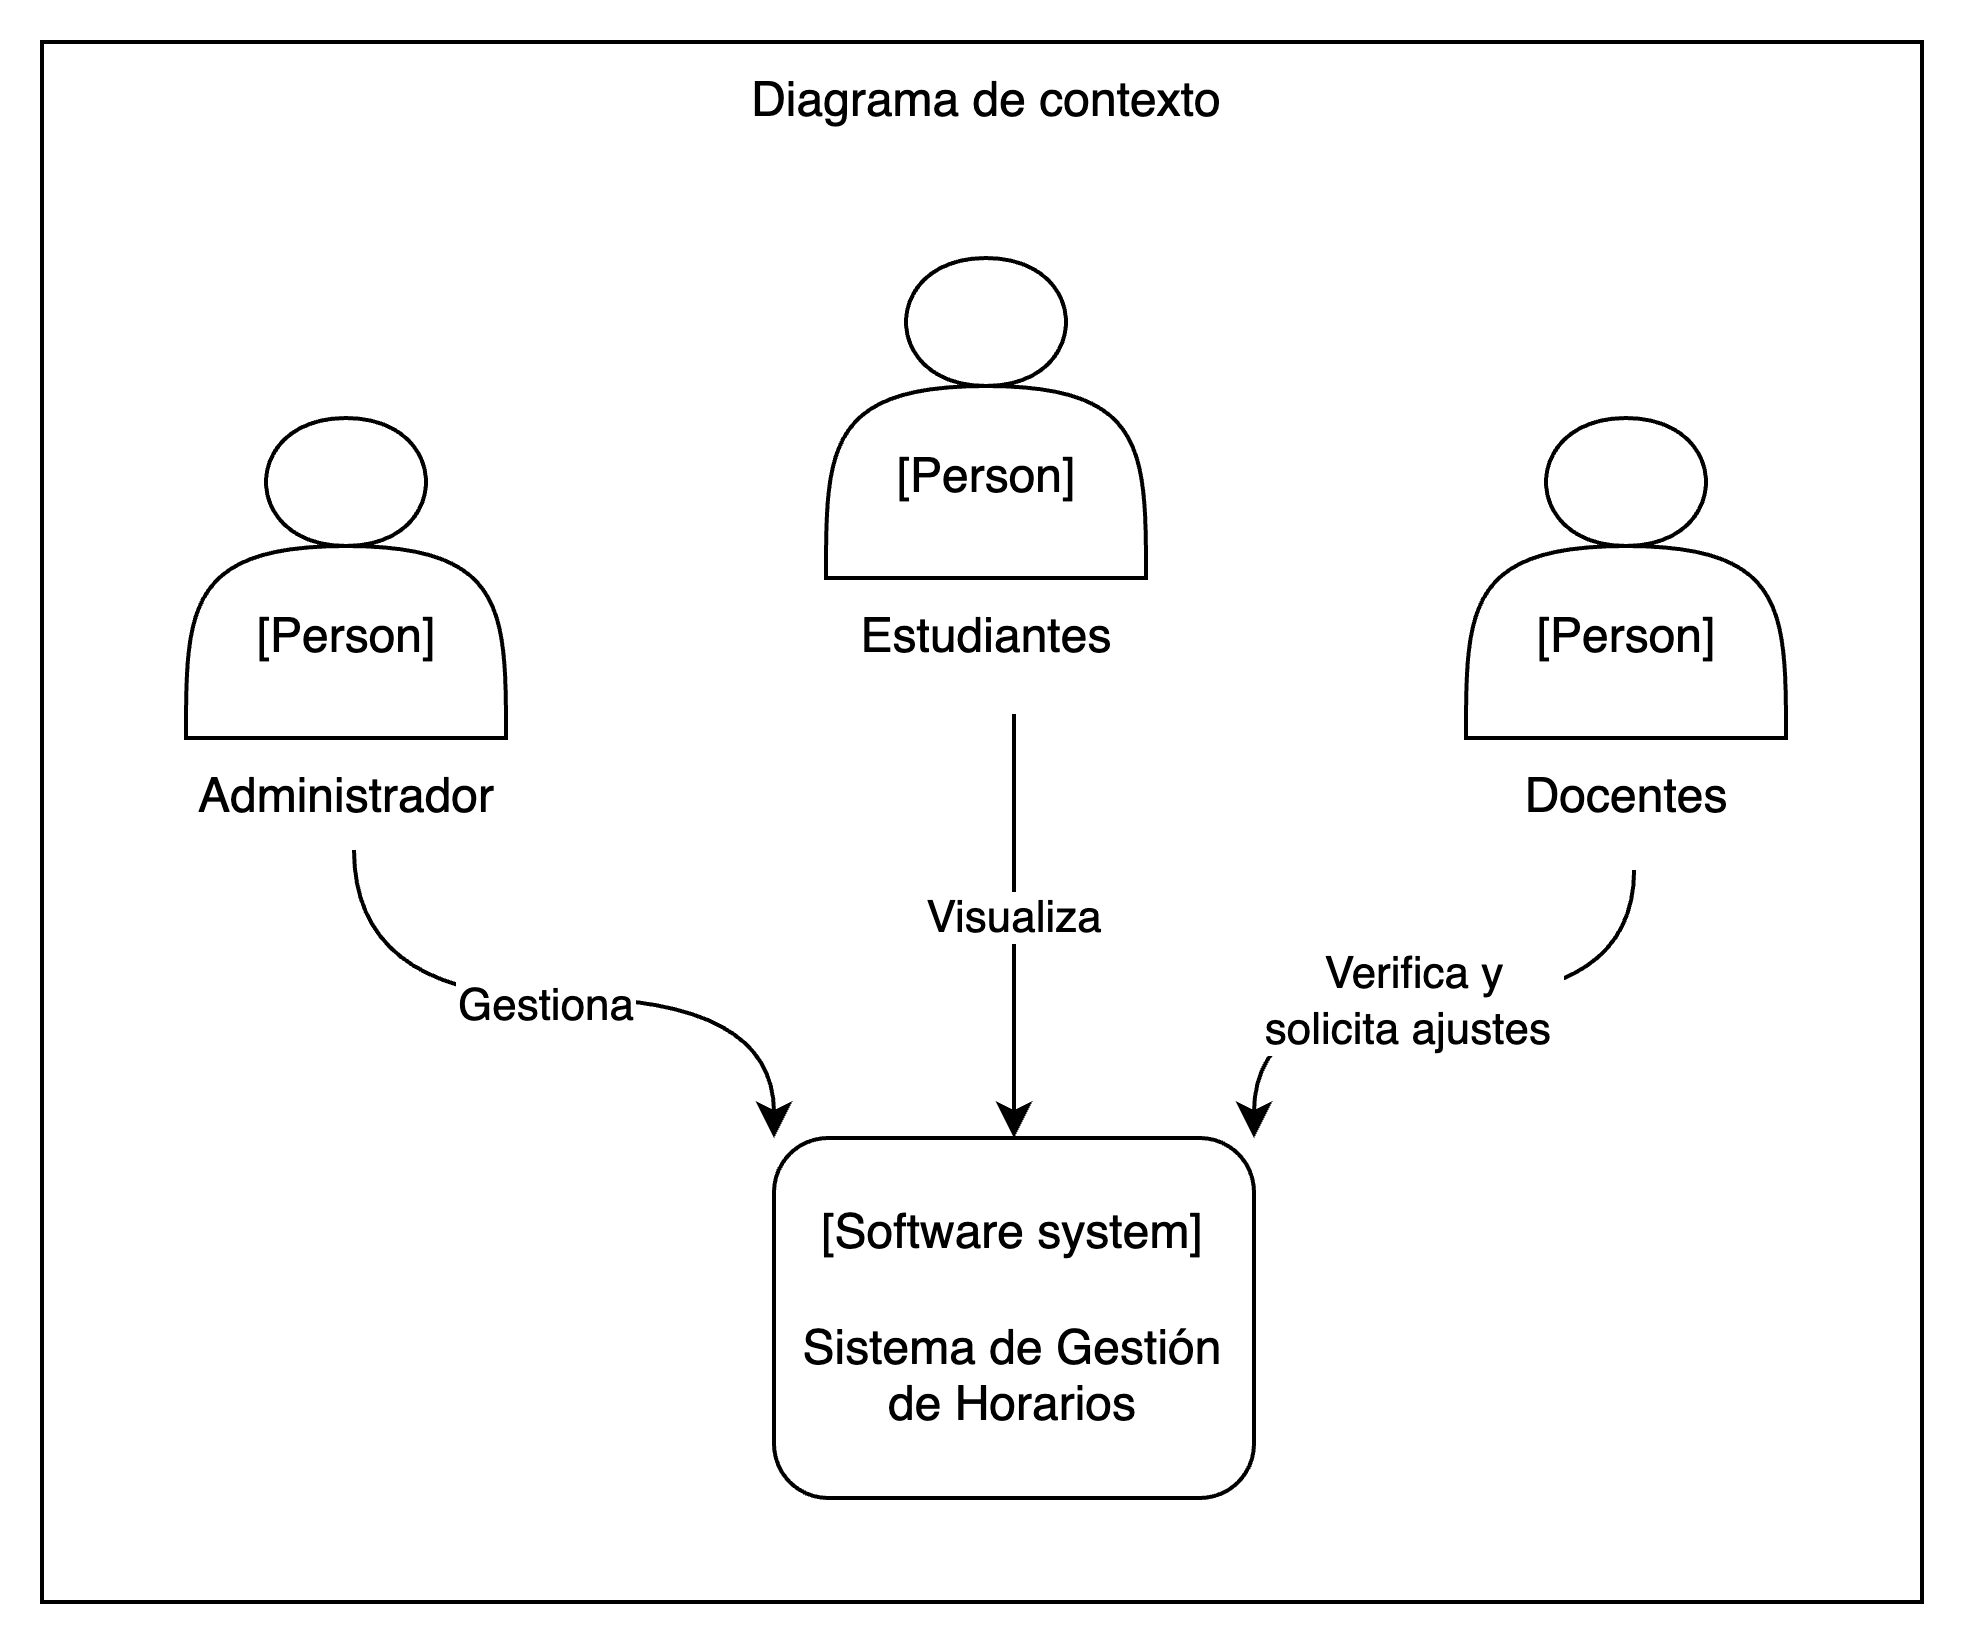 Diagrama de contexto
[Person]
Estudiantes
[Person]
Administrador
[Person]
Docentes
Gestiona
Visualiza
Verifica y
solicita ajustes
[Software system]
Sistema de Gestión
de Horarios